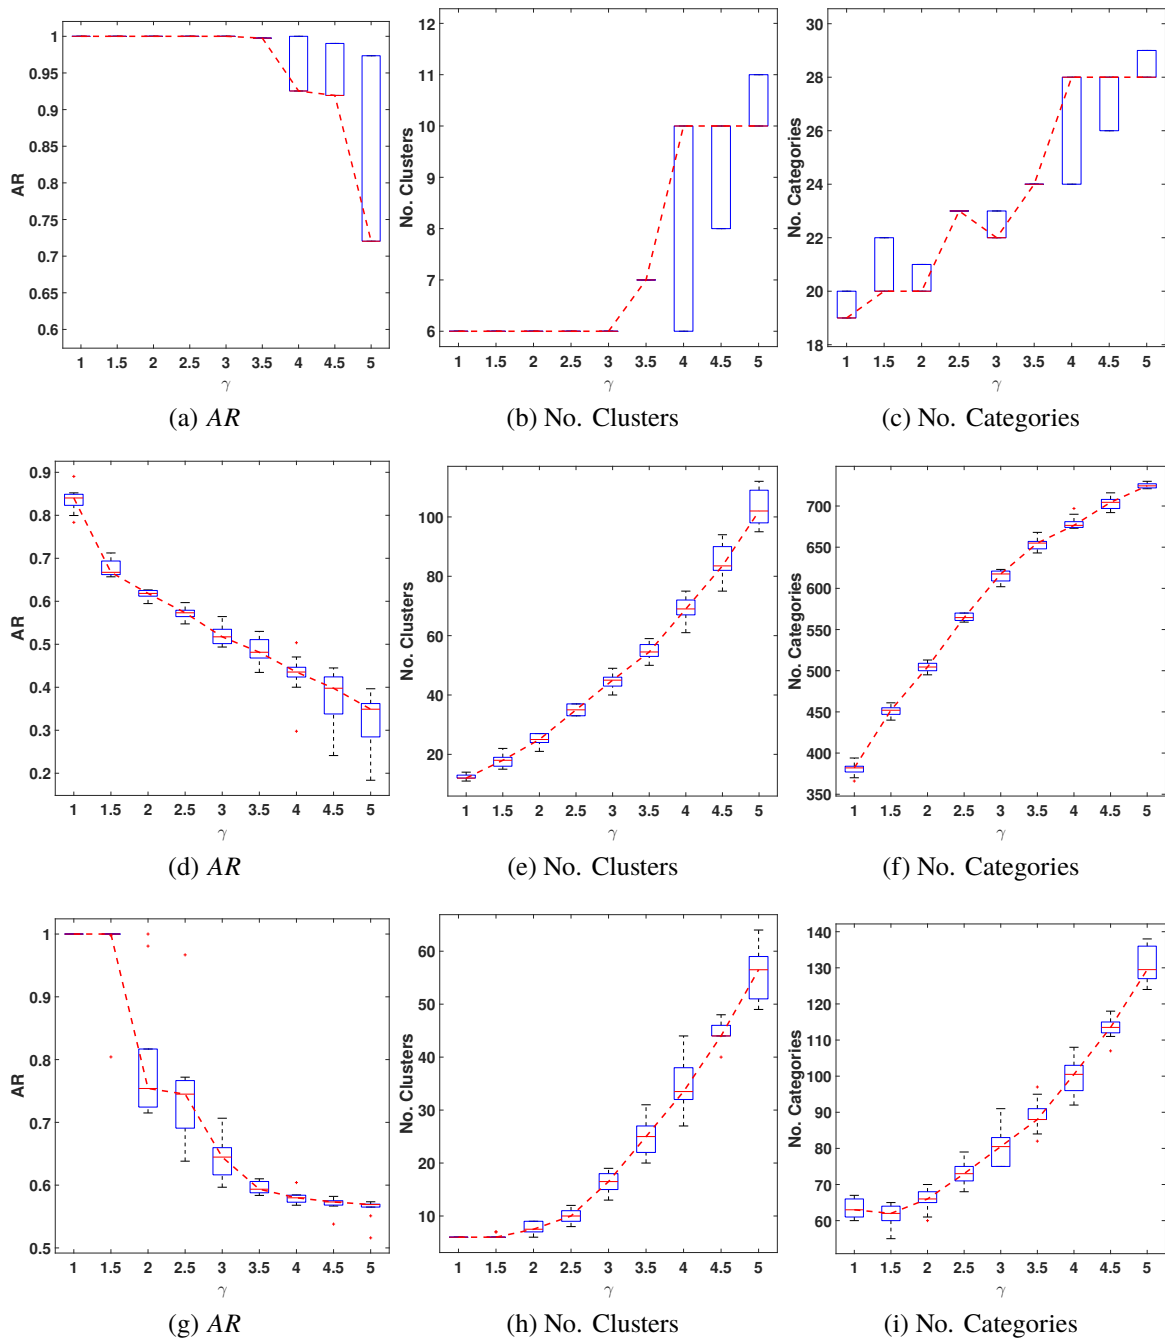 1
0.95
0.9
0.85
0.8
0.75
0.7
0.65
0.6
AR
1 1.5 2 2.5 3 3.5 4 4.5 5
γ
(a) AR
12
11
10
9
8
7
6
No. Clusters
1 1.5 2 2.5 3 3.5 4 4.5 5
γ
(b) No. Clusters
30
28
26
24
22
20
18
No. Categories
1 1.5 2 2.5 3 3.5 4 4.5 5
γ
(c) No. Categories
0.9
0.8
0.7
0.6
0.5
0.4
0.3
0.2
AR
1 1.5 2 2.5 3 3.5 4 4.5 5
γ
(d) AR
100
80
60
40
20
No. Clusters
1 1.5 2 2.5 3 3.5 4 4.5 5
γ
(e) No. Clusters
700
650
600
550
500
450
400
350
No. Categories
1 1.5 2 2.5 3 3.5 4 4.5 5
γ
(f) No. Categories
1
0.9
0.8
0.7
0.6
0.5
AR
1 1.5 2 2.5 3 3.5 4 4.5 5
γ
(g) AR
60
50
40
30
20
10
No. Clusters
1 1.5 2 2.5 3 3.5 4 4.5 5
γ
(h) No. Clusters
140
130
120
110
100
90
80
70
60
No. Categories
1 1.5 2 2.5 3 3.5 4 4.5 5
γ
(i) No. Categories